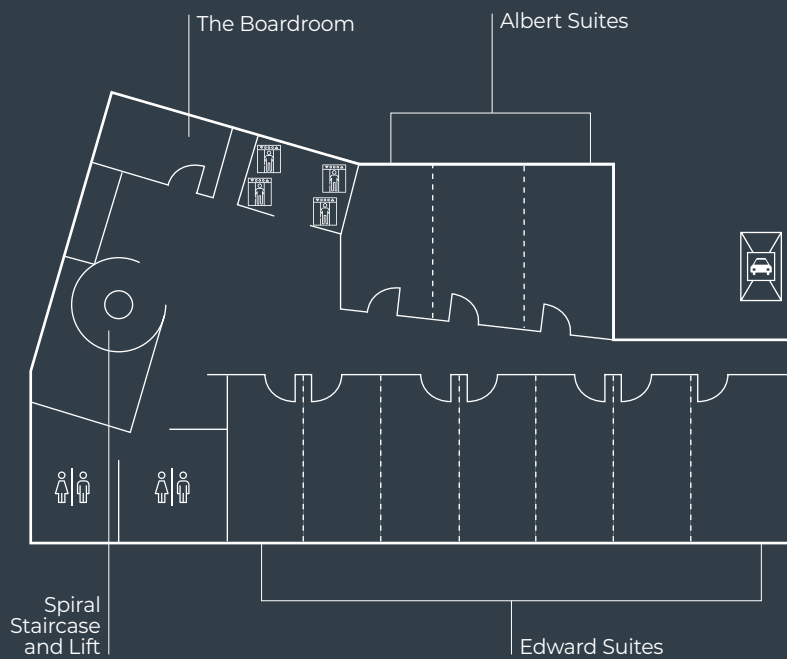 The Boardroom
Albert Suites
Spiral
Staircase
and Lift
Edward Suites